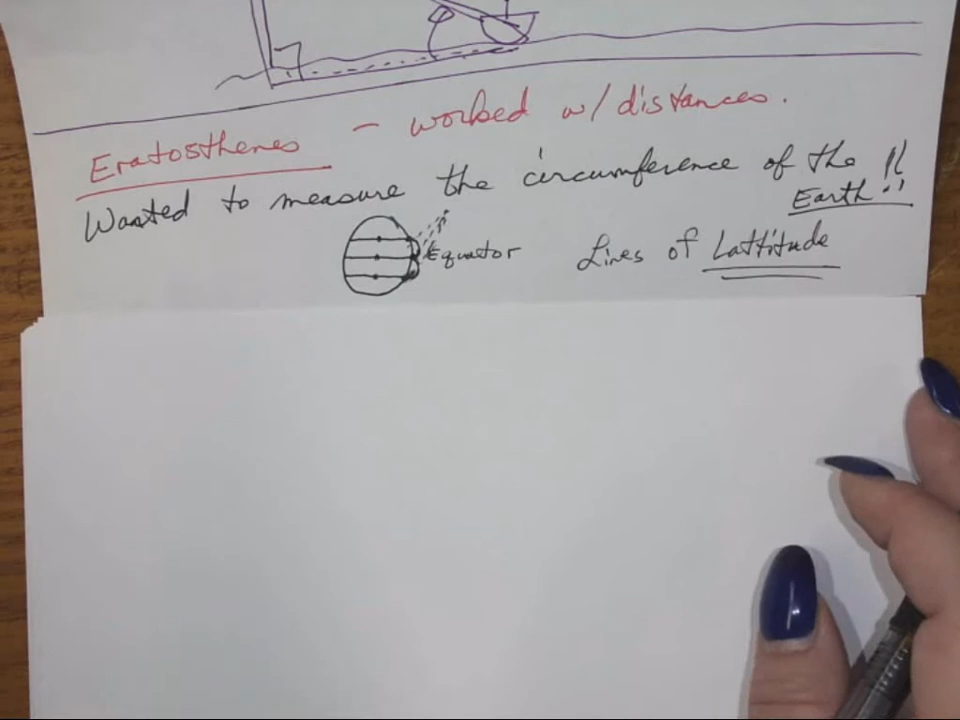 Eratosthenes - worked w/distances.
Wanted to measure the circumference of the Earth!!
Equator Lines of Lattitude